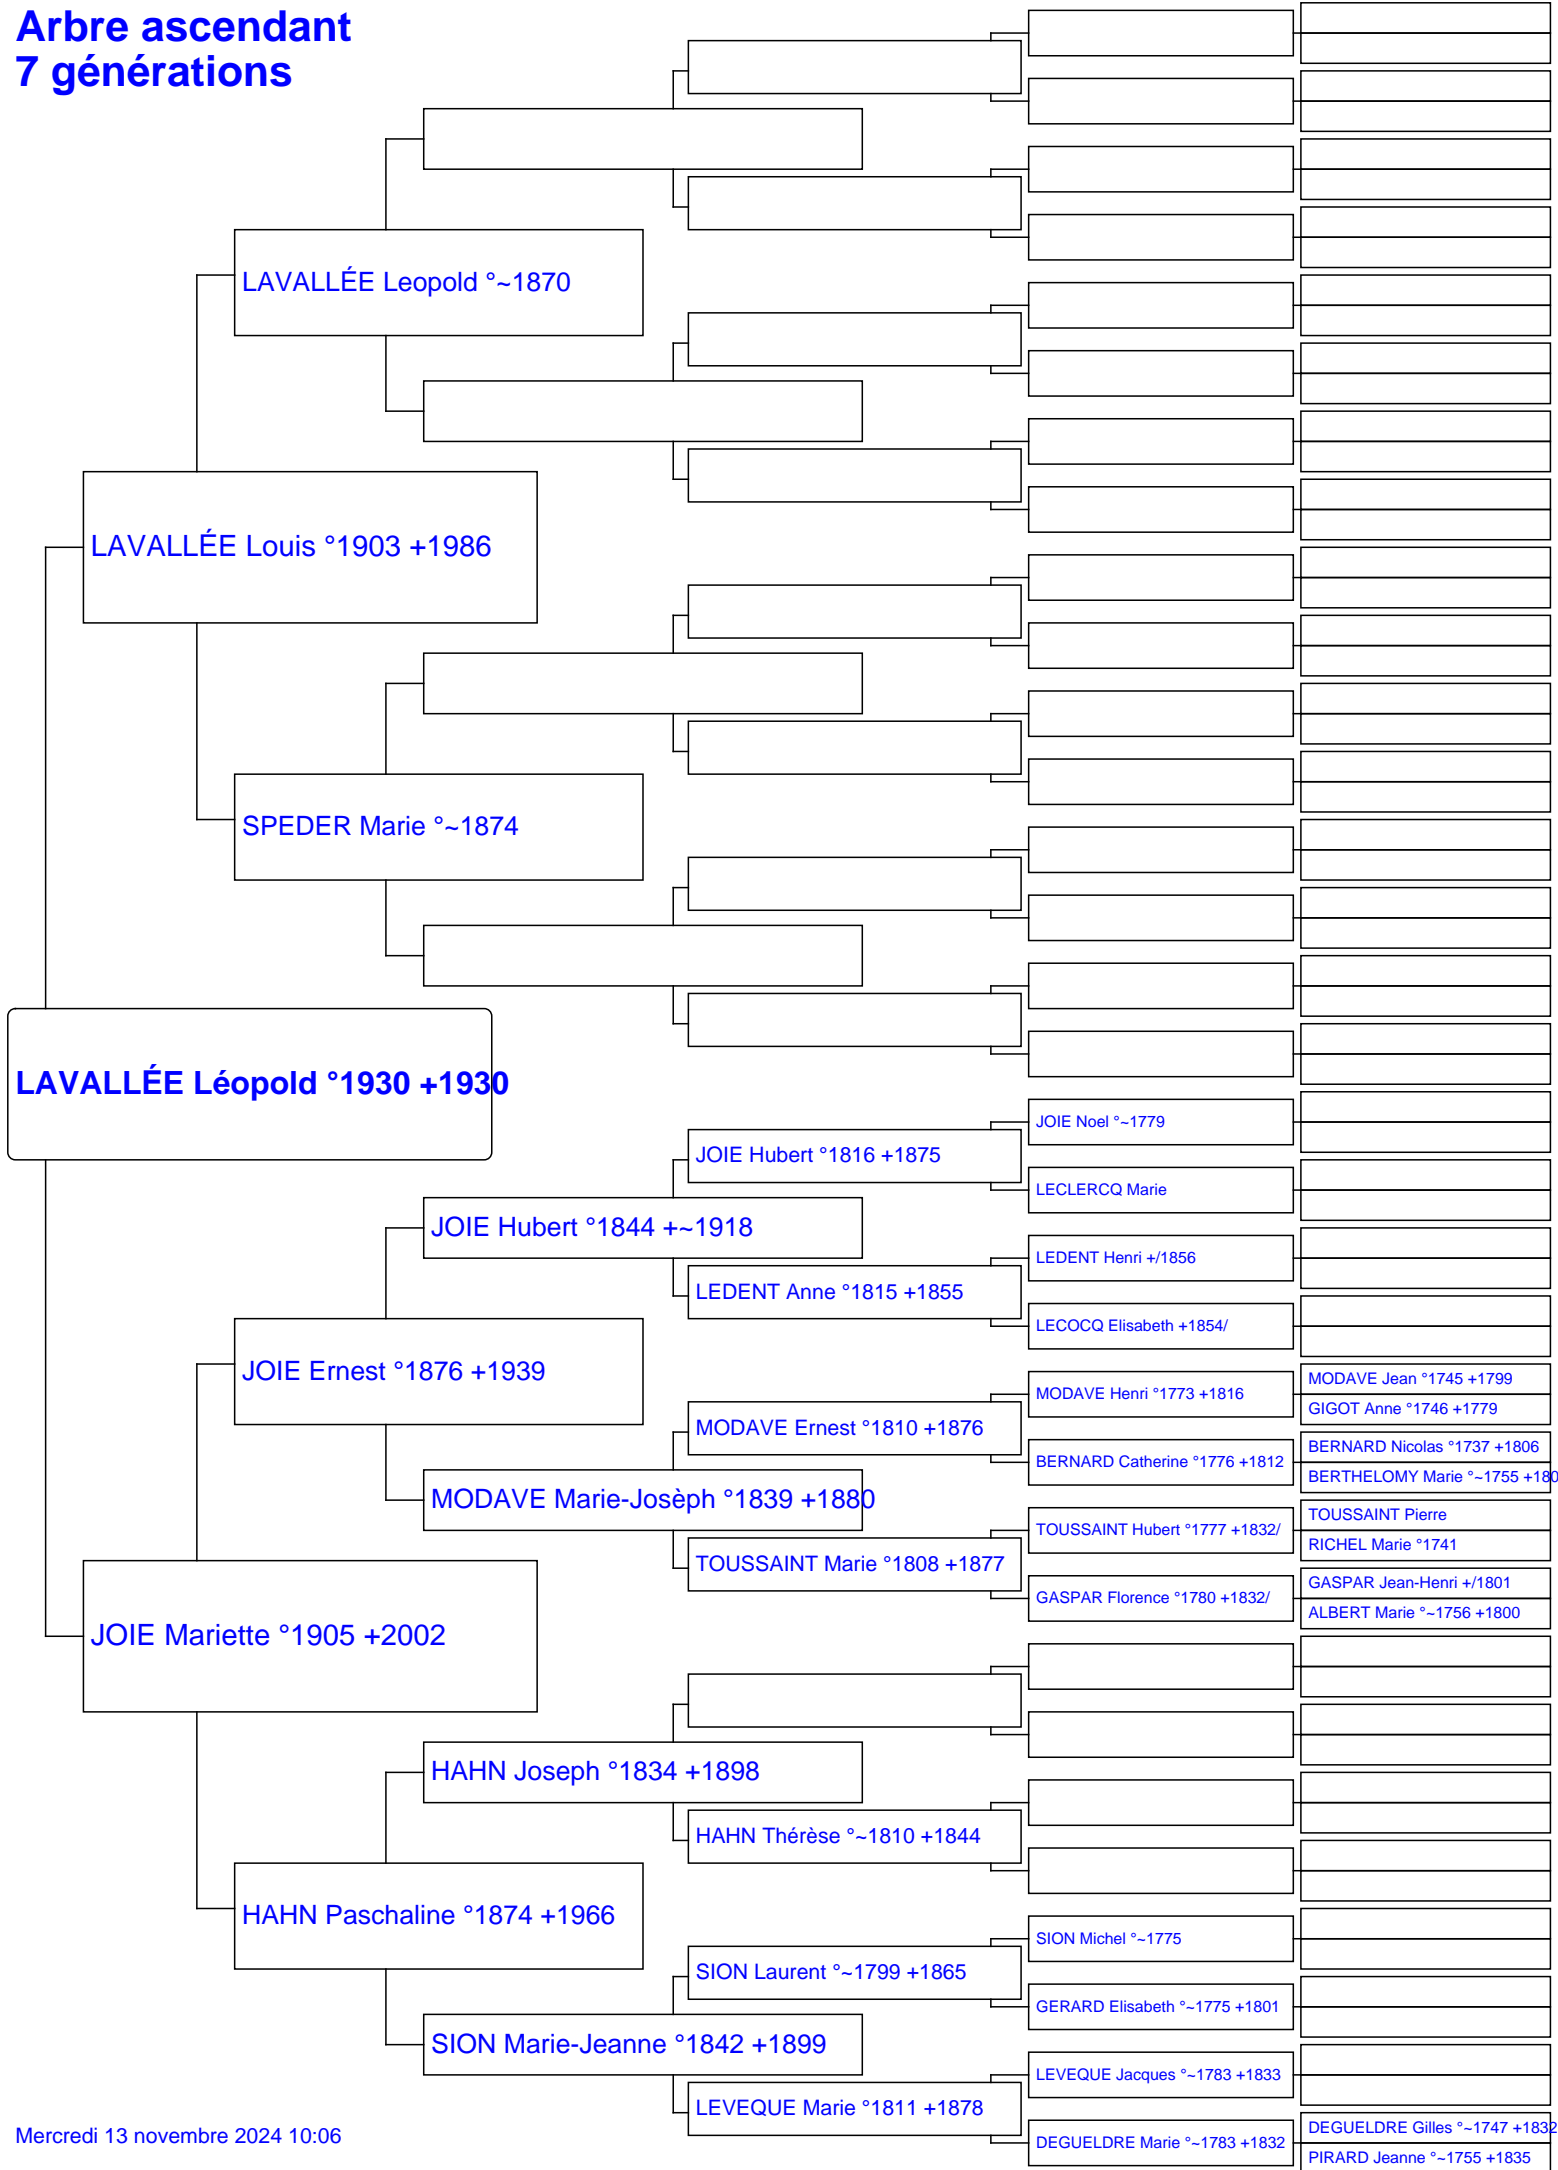 Arbre ascendant
7 générations
LAVALLÉE Leopold °~1870
LAVALLÉE Louis °1903 +1986
SPEDER Marie °~1874
LAVALLÉE Léopold °1930 +1930
JOIE Noel °~1779
JOIE Hubert °1816 +1875
LECLERCQ Marie
JOIE Hubert °1844 +~1918
LEDENT Henri +/1856
LEDENT Anne °1815 +1855
LECOCQ Elisabeth +1854/
JOIE Ernest °1876 +1939
MODAVE Jean °1745 +1799
MODAVE Henri °1773 +1816
GIGOT Anne °1746 +1779
MODAVE Ernest °1810 +1876
BERNARD Nicolas °1737 +1806
BERNARD Catherine °1776 +1812
BERTHELOMY Marie °~1755 +180
MODAVE Marie-Josèph °1839 +1880
TOUSSAINT Pierre
TOUSSAINT Hubert °1777 +1832/
RICHEL Marie °1741
TOUSSAINT Marie °1808 +1877
GASPAR Jean-Henri +/1801
GASPAR Florence °1780 +1832/
ALBERT Marie °~1756 +1800
JOIE Mariette °1905 +2002
HAHN Joseph °1834 +1898
HAHN Thérèse °~1810 +1844
HAHN Paschaline °1874 +1966
SION Michel °~1775
SION Laurent °~1799 +1865
GERARD Elisabeth °~1775 +1801
SION Marie-Jeanne °1842 +1899
LEVEQUE Jacques °~1783 +1833
LEVEQUE Marie °1811 +1878
DEGUELDRE Gilles °~1747 +1832
DEGUELDRE Marie °~1783 +1832
PIRARD Jeanne °~1755 +1835
Mercredi 13 novembre 2024 10:06